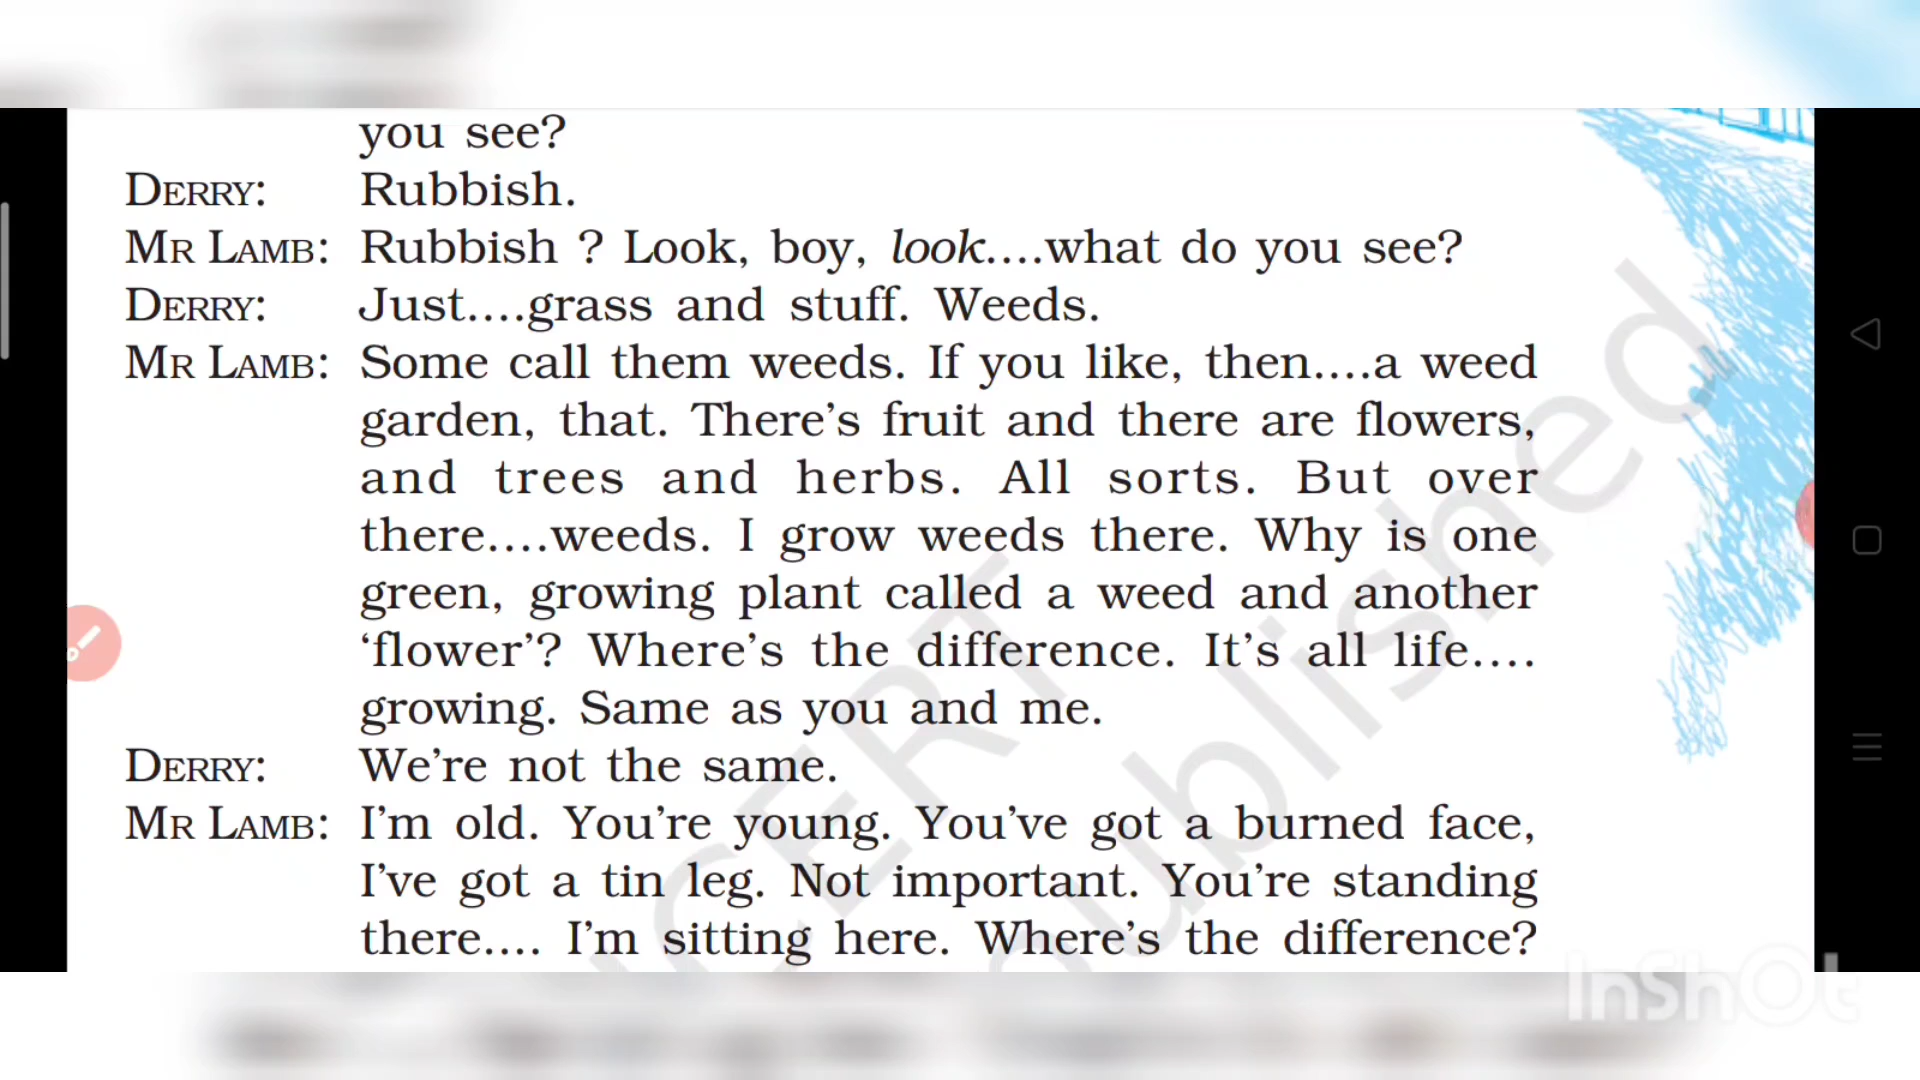 you see?
DERRY: Rubbish.
MR LAMB: Rubbish ? Look, boy, look....what do you see?
DERRY: Just....grass and stuff. Weeds.
MR LAMB: Some call them weeds. If you like, then....a weed
garden, that. There’s fruit and there are flowers,
and trees and herbs. All sorts. But over
there....weeds. I grow weeds there. Why is one
green, growing plant called a weed and another
‘flower’? Where’s the difference. It’s all life....
growing. Same as you and me.
DERRY: We’re not the same.
MR LAMB: I’m old. You’re young. You’ve got a burned face,
I’ve got a tin leg. Not important. You’re standing
there.... I’m sitting here. Where’s the difference?
InShOt